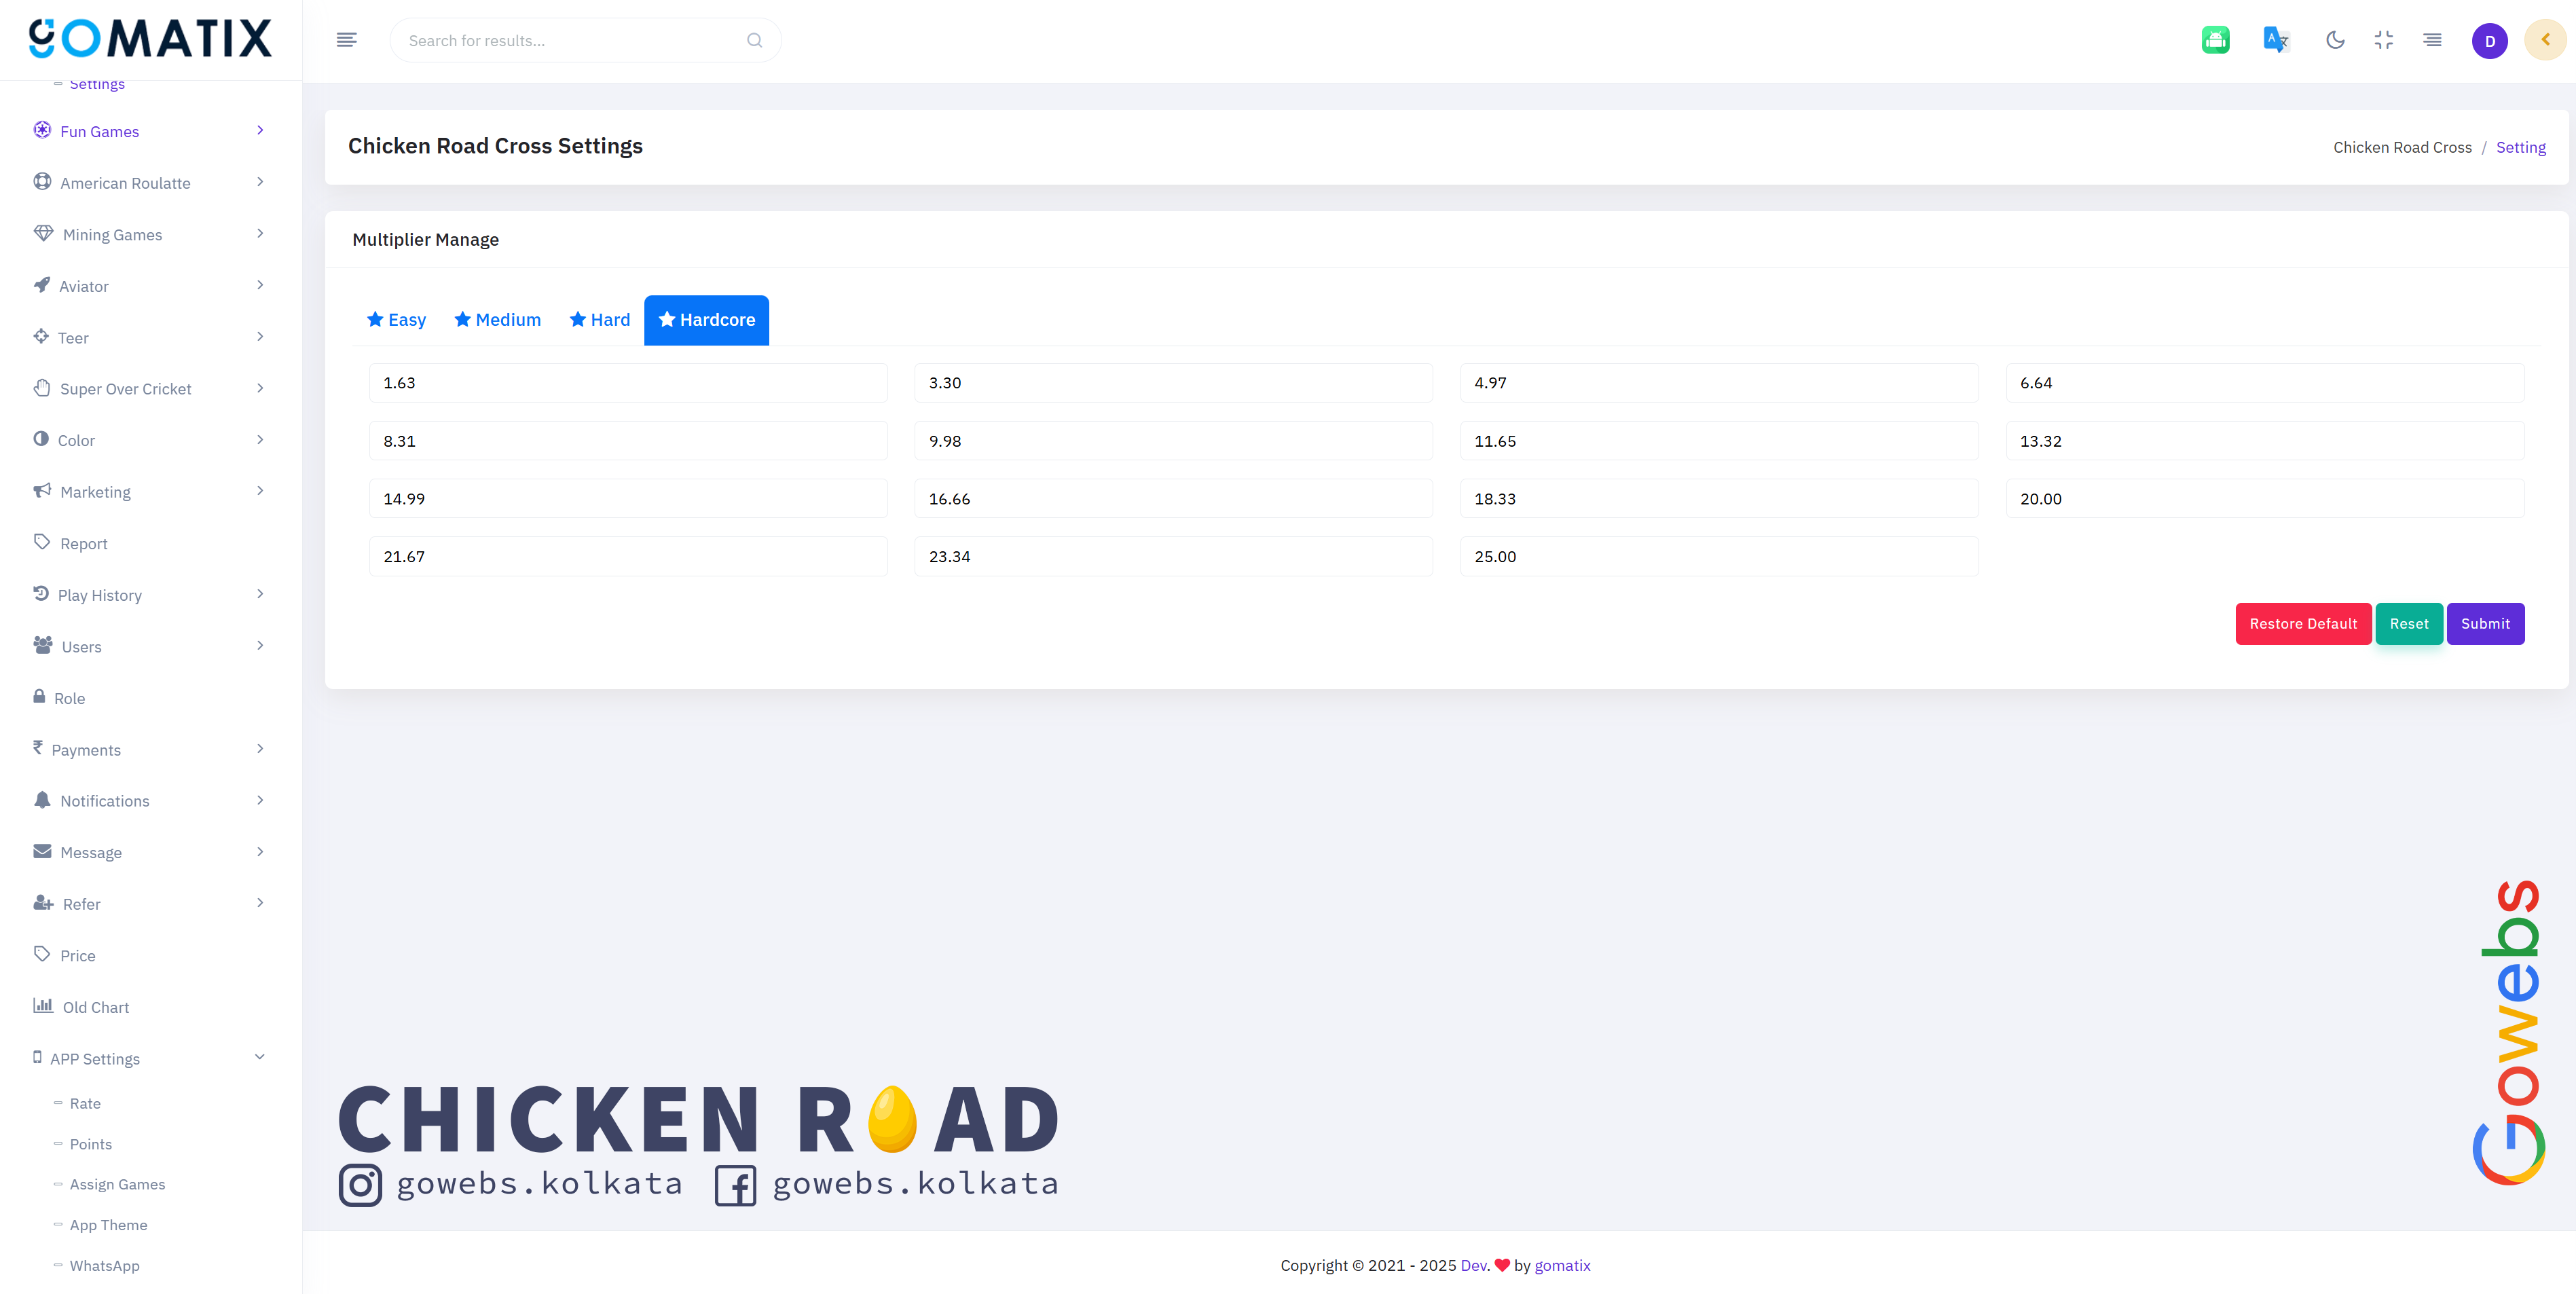 GOMATIX
Search for results...
D
Settings
Fun Games
American Roulatte
Mining Games
Aviator
Teer
Super Over Cricket
Color
Marketing
Report
Play History
Users
Role
Payments
Notifications
Message
Refer
Price
Old Chart
APP Settings
Rate
Points
Assign Games
App Theme
WhatsApp
Chicken Road Cross Settings
Chicken Road Cross / Setting
Multiplier Manage
Easy Medium Hard Hardcore
1.63 3.30 4.97 6.64
8.31 9.98 11.65 13.32
14.99 16.66 18.33 20.00
21.67 23.34 25.00
Restore Default Reset Submit
Gowebs
CHICKEN ROAD
gowebs.kolkata gowebs.kolkata
Copyright © 2021 - 2025 Dev. ❤ by gomatix